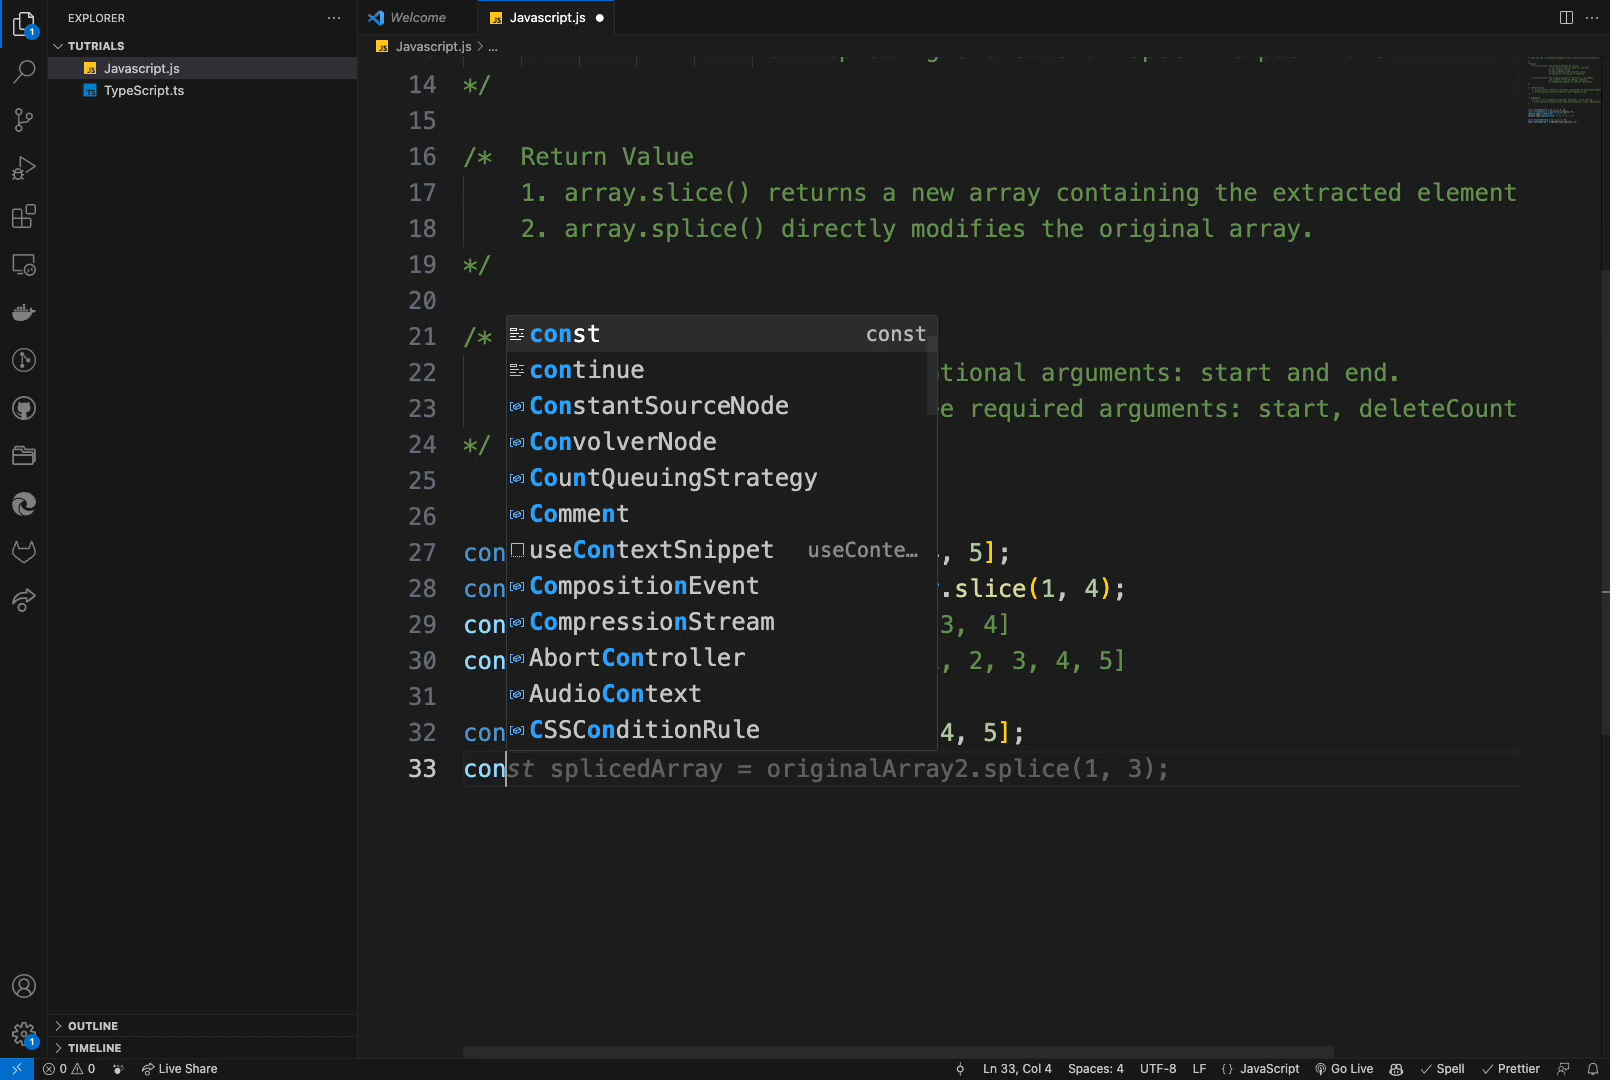 EXPLORER
Welcome
Javascript.js
TUTRIALS
Javascript.js > ...
Javascript.js
TypeScript.ts
14 */
15
16 /* Return Value
17 1. array.slice() returns a new array containing the extracted element
18 2. array.splice() directly modifies the original array.
19 */
20
21 /*
22 tional arguments: start and end.
23 e required arguments: start, deleteCount
24 */
25
26
27 con , 5];
28 con .slice(1, 4);
29 con 3, 4]
30 con , 2, 3, 4, 5]
31
32 con 4, 5];
33 const splicedArray = originalArray2.splice(1, 3);
const const
continue
ConstantSourceNode
ConvolverNode
CountQueuingStrategy
Comment
useContextSnippet useConte…
CompositionEvent
CompressionStream
AbortController
AudioContext
CSSConditionRule
1
1
OUTLINE
TIMELINE
0 0 Live Share Ln 33, Col 4 Spaces: 4 UTF-8 LF {} JavaScript Go Live Spell Prettier